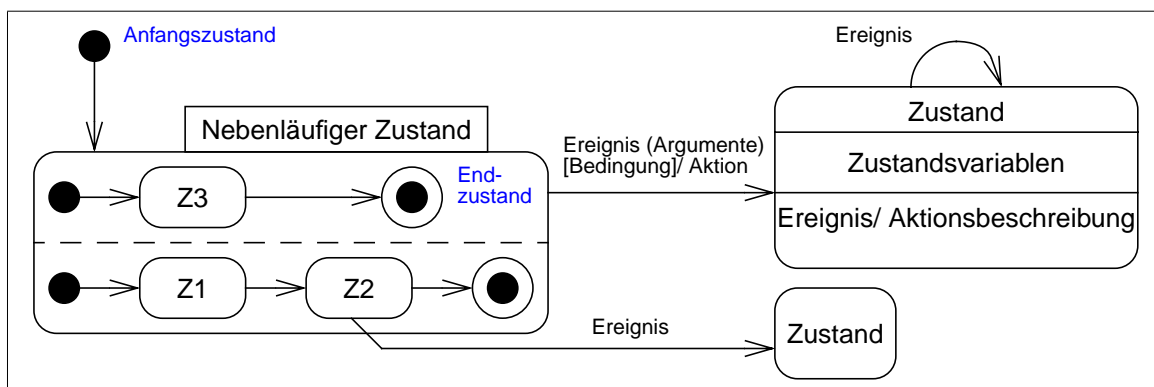 Anfangszustand
Ereignis
Nebenläufiger Zustand
Zustand
Ereignis (Argumente)
[Bedingung]/ Aktion
Zustandsvariablen
End-
zustand
Z3
Ereignis/ Aktionsbeschreibung
Z1
Z2
Ereignis
Zustand